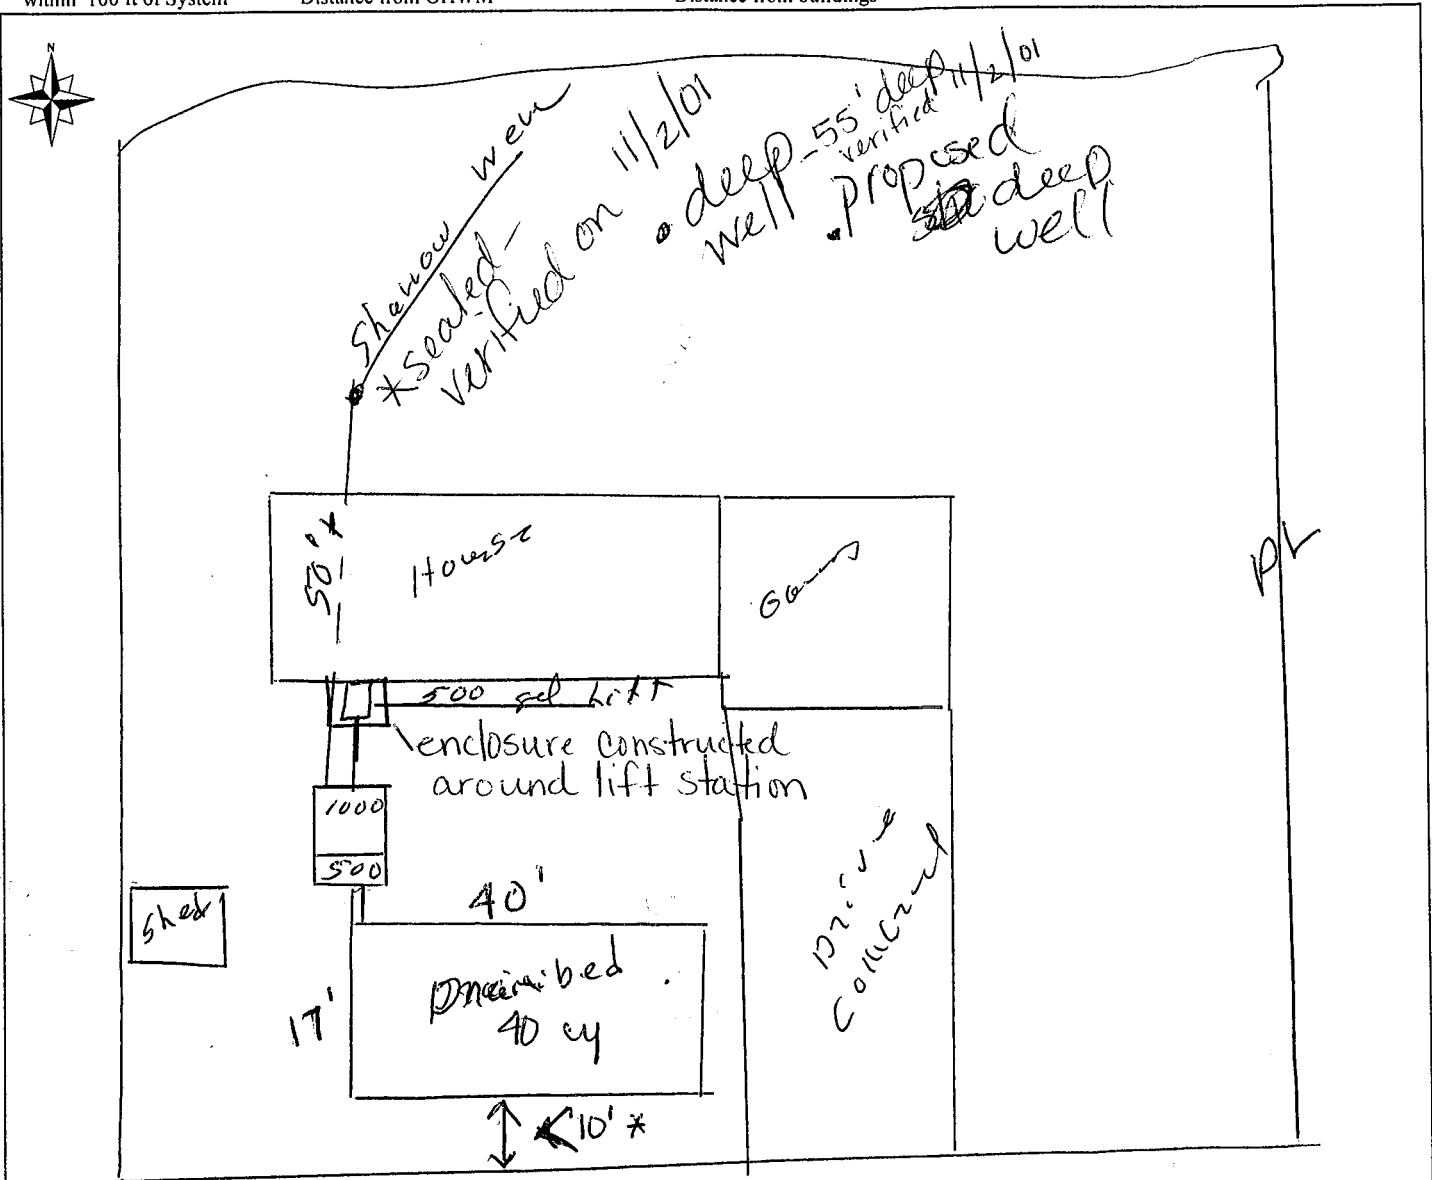 within 100 ft of System Distance from OHWM Distance from buildings
N
Shallow well
*sealed-
verified on 11/2/01
deep
well
-55' deep
verified 11/2/01
proposed
deep
well
50'
House
PL
500 gal Lift
enclosure constructed
around lift station
1000
500
Shed
40'
17'
40 cy
Drive
<10' *